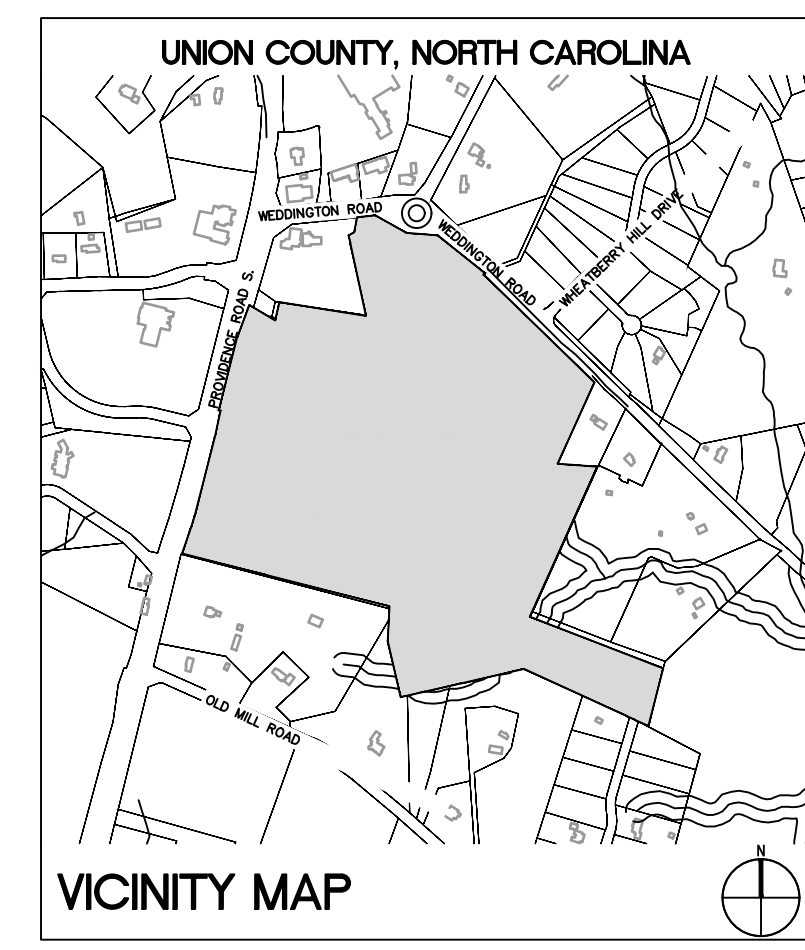 UNION COUNTY, NORTH CAROLINA
WEDDINGTON ROAD
WEDDINGTON ROAD
WHEATBERRY HILL DRIVE
PROVIDENCE ROAD S.
OLD MILL ROAD
VICINITY MAP
N